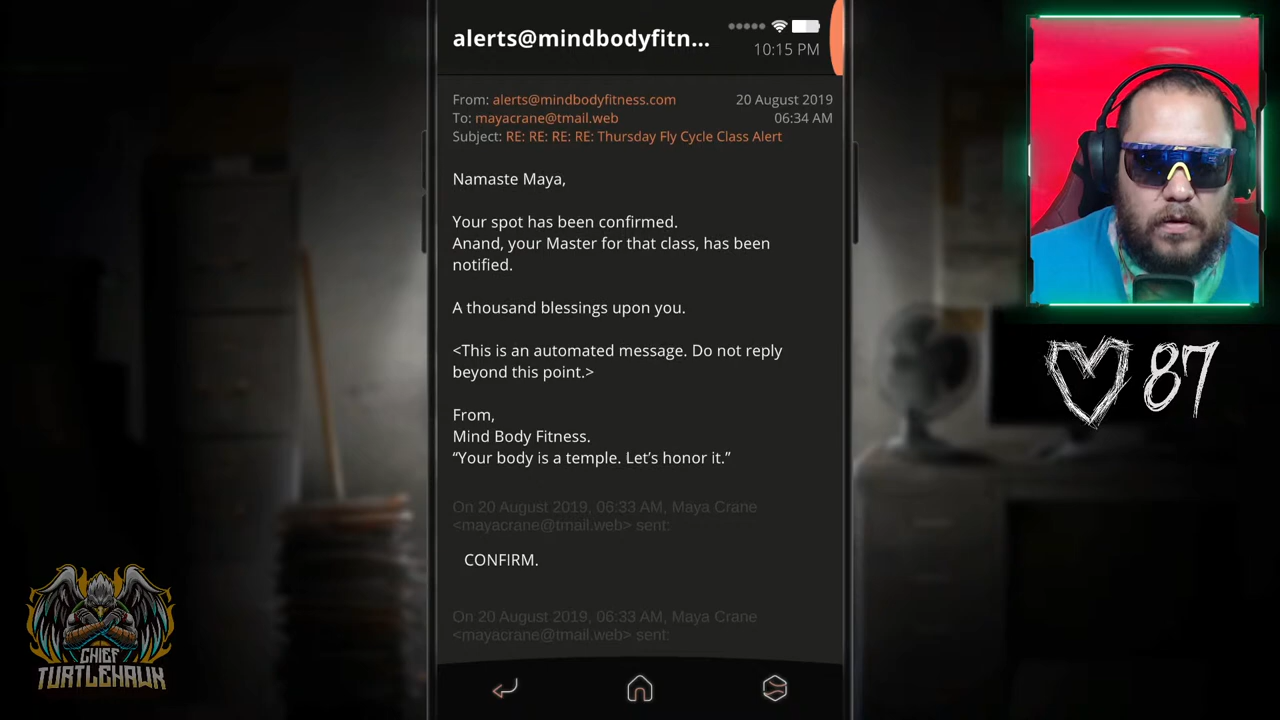 alerts@mindbodyfitn...
10:15 PM
From: alerts@mindbodyfitness.com
20 August 2019
To: mayacrane@tmail.web
06:34 AM
Subject: RE: RE: RE: RE: Thursday Fly Cycle Class Alert
Namaste Maya,
Your spot has been confirmed.
Anand, your Master for that class, has been
notified.
A thousand blessings upon you.
<This is an automated message. Do not reply
beyond this point.>
From,
Mind Body Fitness.
“Your body is a temple. Let’s honor it.”
On 20 August 2019, 06:33 AM, Maya Crane
<mayacrane@tmail.web> sent:
CONFIRM.
On 20 August 2019, 06:33 AM, Maya Crane
<mayacrane@tmail.web> sent:
87
CHIEF
TURTLEHAWK